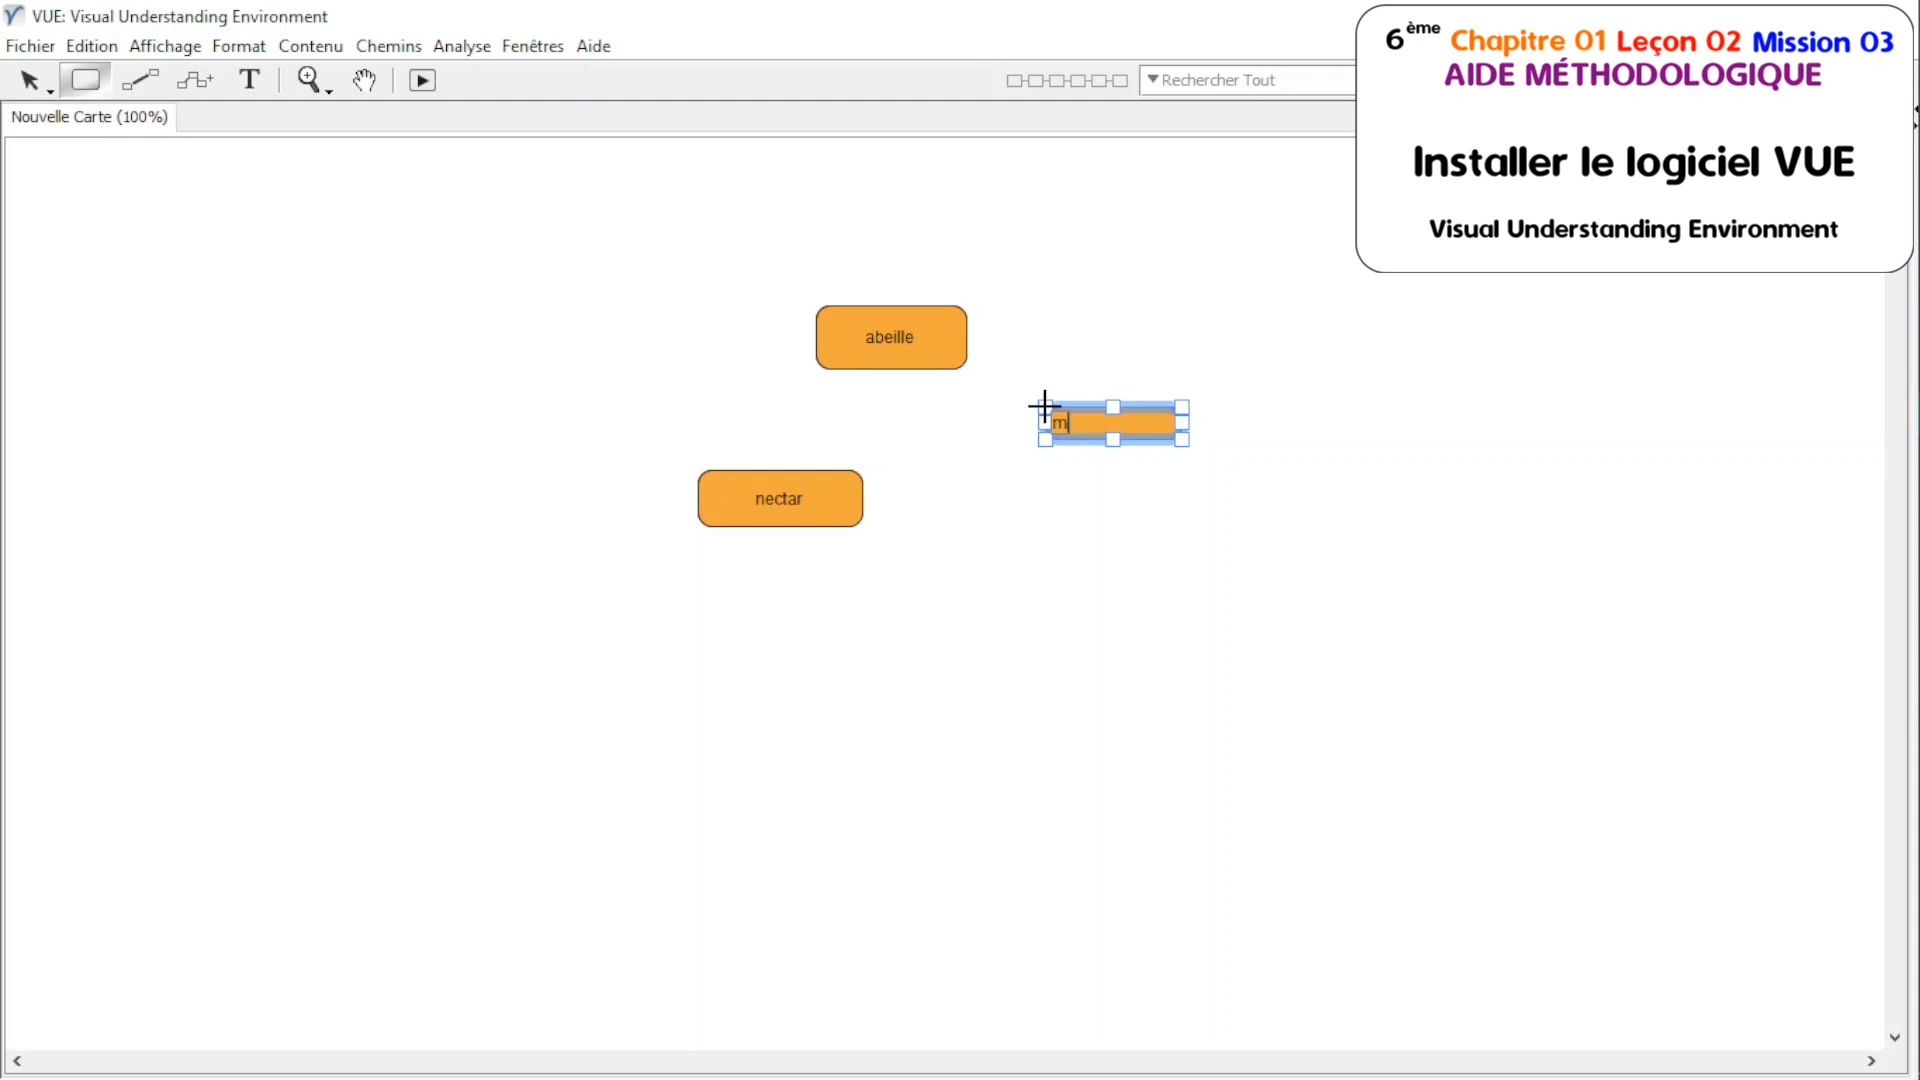 VUE: Visual Understanding Environment
Fichier Edition Affichage Format Contenu Chemins Analyse Fenêtres Aide
T
Rechercher Tout
Nouvelle Carte (100%)
6ème Chapitre 01 Leçon 02 Mission 03
AIDE MÉTHODOLOGIQUE
Installer le logiciel VUE
Visual Understanding Environment
abeille
m
nectar